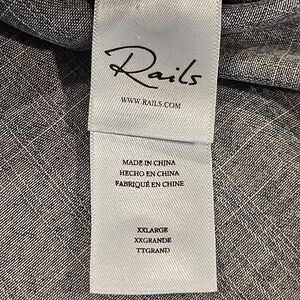 Rails
WWW.RAILS.COM
MADE IN CHINA
HECHO EN CHINA
FABRIQUÉ EN CHINE
XXLARGE
XXGRANDE
TTGRAND